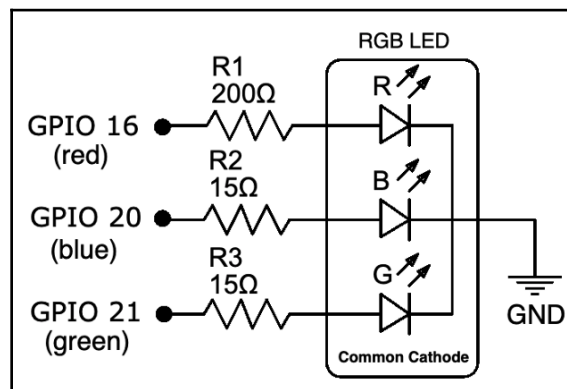 RGB LED
R1
200Ω
R
GPIO 16
(red)
R2
15Ω
B
GPIO 20
(blue)
R3
15Ω
G
GPIO 21
(green)
GND
Common Cathode